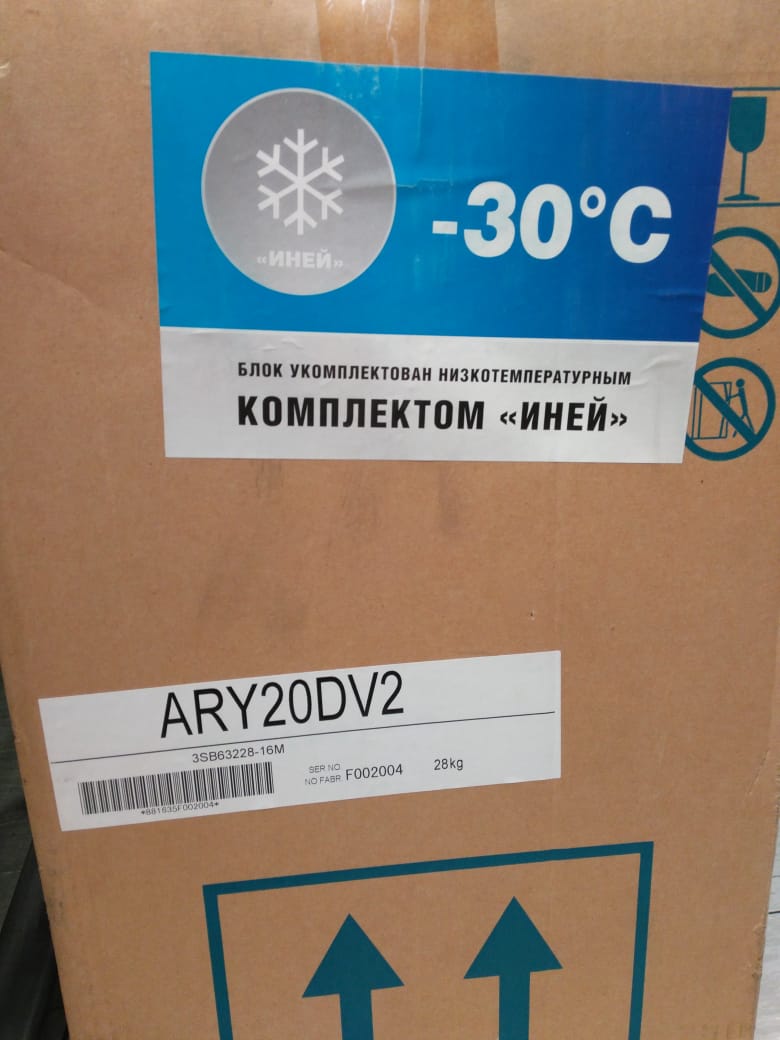 «ИНЕЙ»
-30°C
БЛОК УКОМПЛЕКТОВАН НИЗКОТЕМПЕРАТУРНЫМ
КОМПЛЕКТОМ «ИНЕЙ»
ARY20DV2
3SB63228-16M
*881635F002004*
SER.NO.
NO FABR.
F002004
28kg